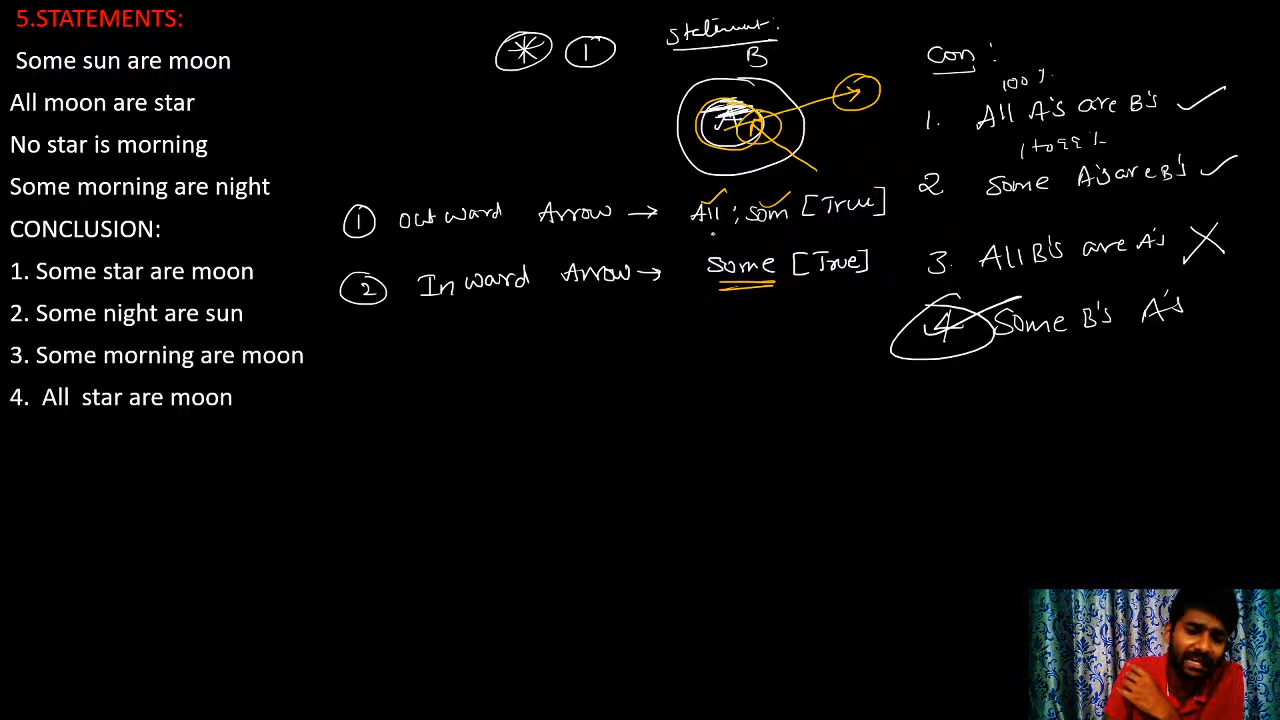 5.STATEMENTS:
Some sun are moon
All moon are star
No star is morning
Some morning are night
CONCLUSION:
1. Some star are moon
2. Some night are sun
3. Some morning are moon
4. All star are moon
* 1
Statement:
B
A
1 Outward Arrow → All ; som [True]
2 Inward Arrow → some [True]
Con :
100 %
1. All A's are B's ✓
1 to 99 %
2 Some A's are B's ✓
3. All B's are A's ✗
4 Some B's A's